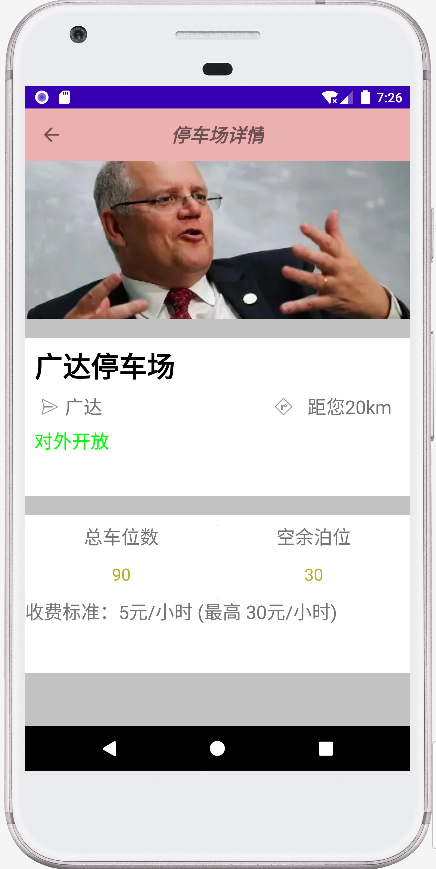 7:26
停车场详情
广达停车场
广达 距您20km
对外开放
总车位数 空余泊位
90 30
收费标准：5元/小时 (最高 30元/小时)